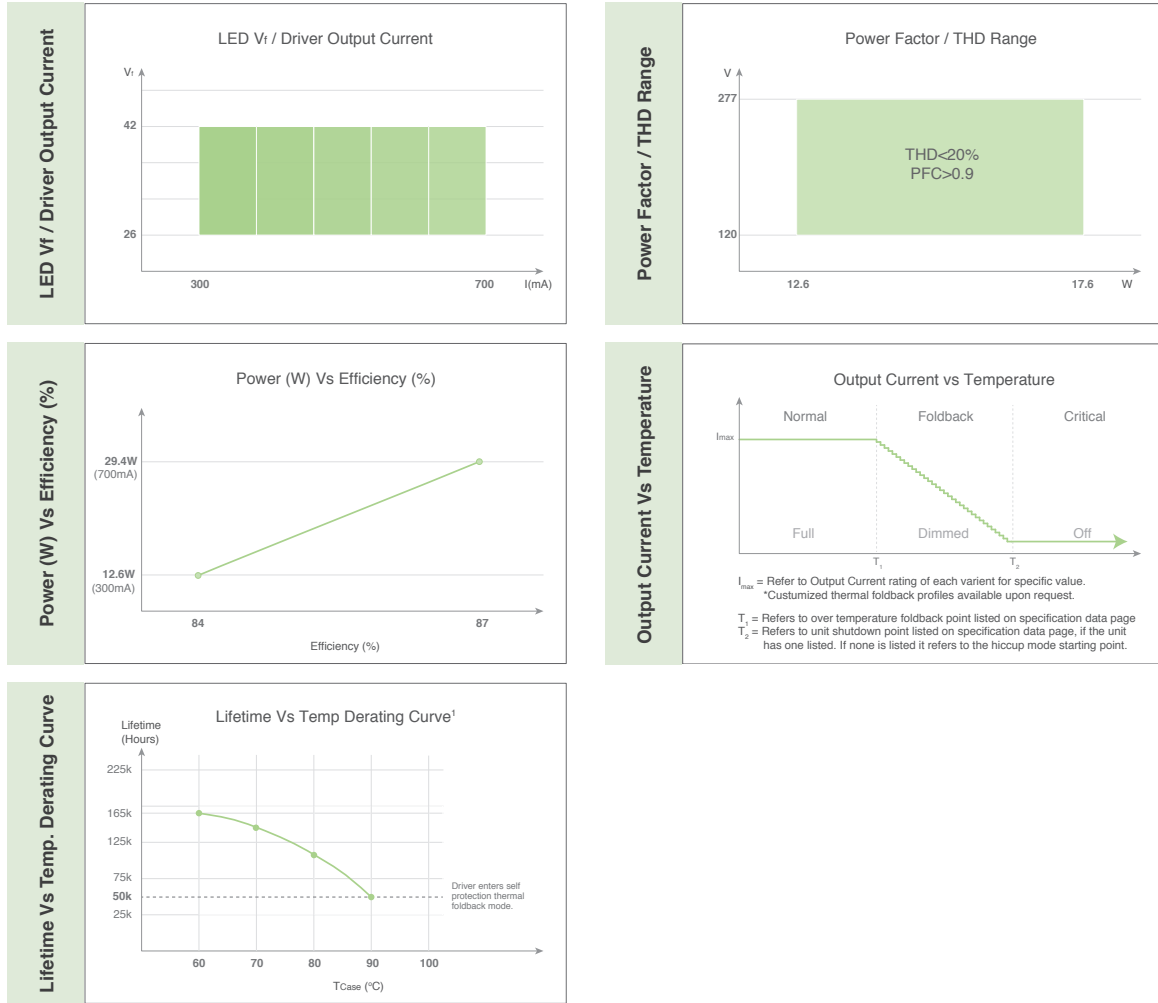 LED Vf / Driver Output Current
LED Vf / Driver Output Current
Vf
42
26
300
700
I(mA)
Power Factor / THD Range
Power Factor / THD Range
V
277
THD<20%
PFC>0.9
120
12.6
17.6
W
Power (W) Vs Efficiency (%)
Power (W) Vs Efficiency (%)
29.4W
(700mA)
12.6W
(300mA)
84
87
Efficiency (%)
Output Current Vs Temperature
Output Current vs Temperature
Normal
Foldback
Critical
Imax
Full
Dimmed
Off
T1
T2
Imax = Refer to Output Current rating of each varient for specific value.
*Custumized thermal foldback profiles available upon request.
T1 = Refers to over temperature foldback point listed on specification data page
T2 = Refers to unit shutdown point listed on specification data page, if the unit
has one listed. If none is listed it refers to the hiccup mode starting point.
Lifetime Vs Temp. Derating Curve
Lifetime Vs Temp Derating Curve¹
Lifetime
(Hours)
225k
165k
125k
75k
50k
25k
Driver enters self
protection thermal
foldback mode.
60
70
80
90
100
TCase (ºC)